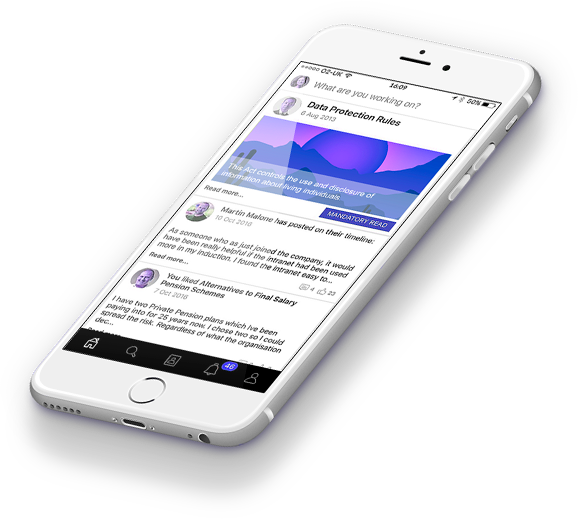 O2-UK 16:09 50%
What are you working on?
Data Protection Rules
6 Aug 2013
This Act controls the use and disclosure of
information about living individuals
Read more...
MANDATORY READ
Martin Malone has posted on their timeline:
10 Oct 2016
As someone who as just joined the company, it would
have been really helpful if the intranet had been used
more in my induction. I found the intranet easy to...
Read more...
4 23
You liked Alternatives to Final Salary
Pension Schemes
7 Oct 2016
I have two Private Pension plans which Ive been
paying into for 25 years now. I chose two so I could
spread the risk. Regardless of what the organisation
dec...
46